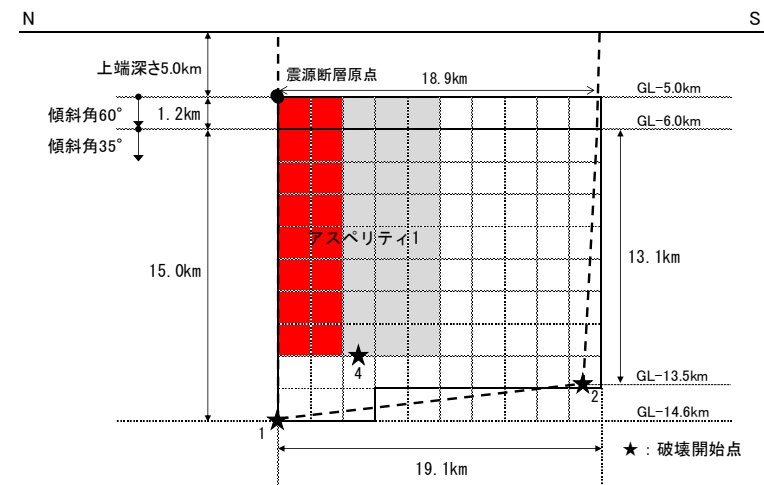 N
S
上端深さ5.0km
震源断層原点
18.9km
GL-5.0km
傾斜角60°
1.2km
GL-6.0km
傾斜角35°
アスペリティ1
15.0km
13.1km
4
GL-13.5km
2
GL-14.6km
1
★：破壊開始点
19.1km